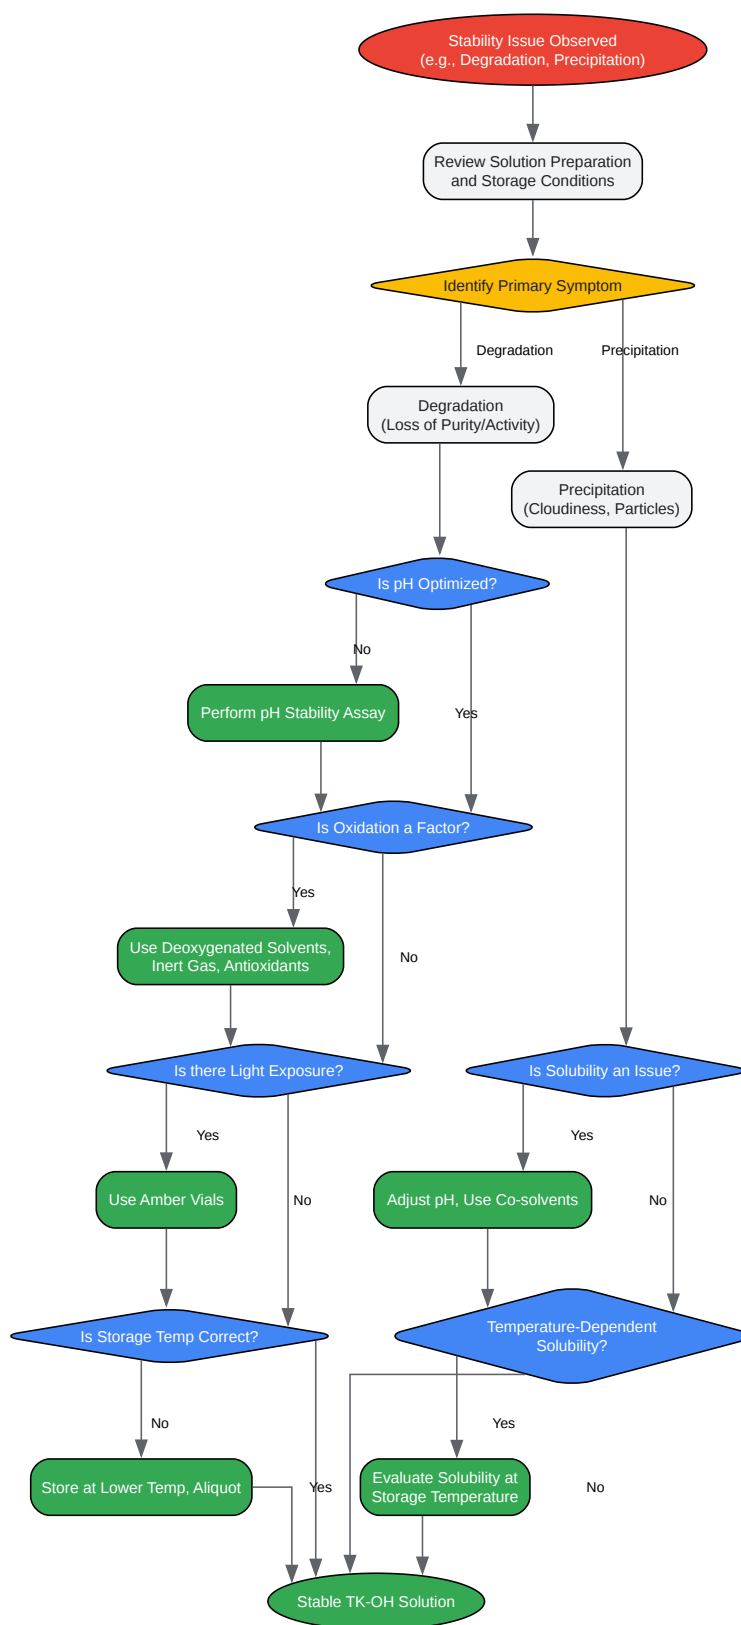 Stability Issue Observed
(e.g., Degradation, Precipitation)
Review Solution Preparation
and Storage Conditions
Identify Primary Symptom
Degradation
Precipitation
Degradation
(Loss of Purity/Activity)
Precipitation
(Cloudiness, Particles)
Is pH Optimized?
No
Perform pH Stability Assay
Yes
Is Oxidation a Factor?
Yes
Use Deoxygenated Solvents,
Inert Gas, Antioxidants
No
Is there Light Exposure?
Is Solubility an Issue?
Yes
Yes
Use Amber Vials
No
Adjust pH, Use Co-solvents
No
Is Storage Temp Correct?
Temperature-Dependent
Solubility?
No
Yes
Store at Lower Temp, Aliquot
Yes
Evaluate Solubility at
Storage Temperature
No
Stable TK-OH Solution